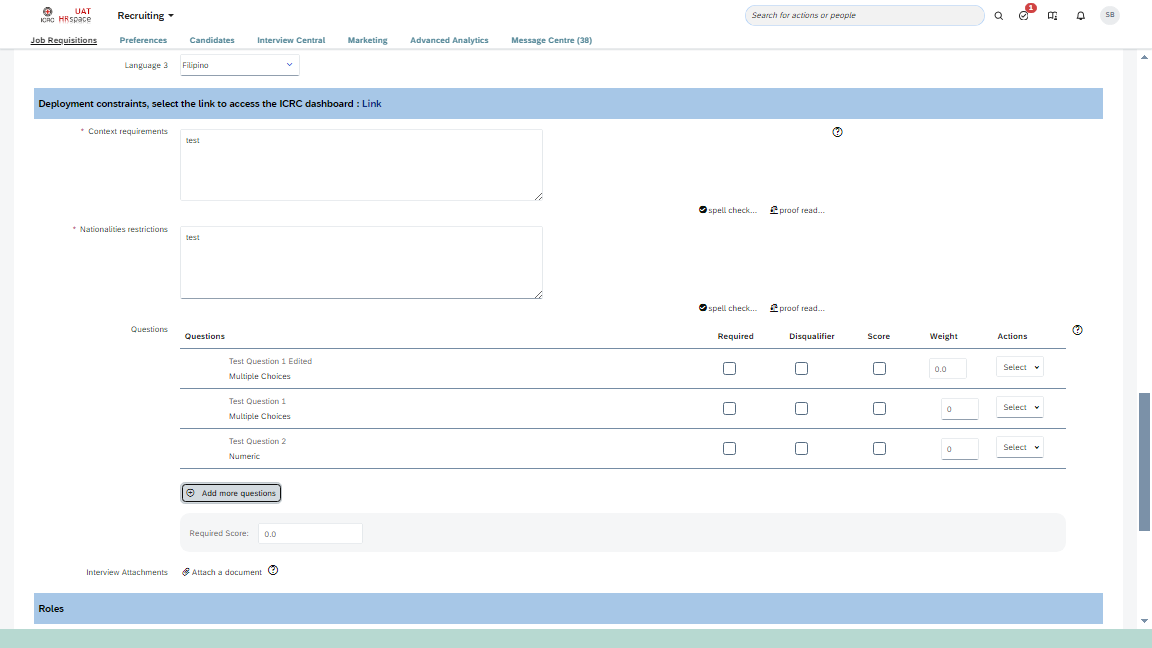 ICRC UAT HRspace
Recruiting
Search for actions or people
1
SB
Job Requisitions Preferences Candidates Interview Central Marketing Advanced Analytics Message Centre (38)
Language 3 Filipino
Deployment constraints, select the link to access the ICRC dashboard : Link
* Context requirements
test
spell check... proof read...
* Nationalities restrictions
test
spell check... proof read...
Questions
Questions Required Disqualifier Score Weight Actions
Test Question 1 Edited
Multiple Choices
0.0 Select
Test Question 1
Multiple Choices
0 Select
Test Question 2
Numeric
0 Select
Add more questions
Required Score: 0.0
Interview Attachments Attach a document
Roles